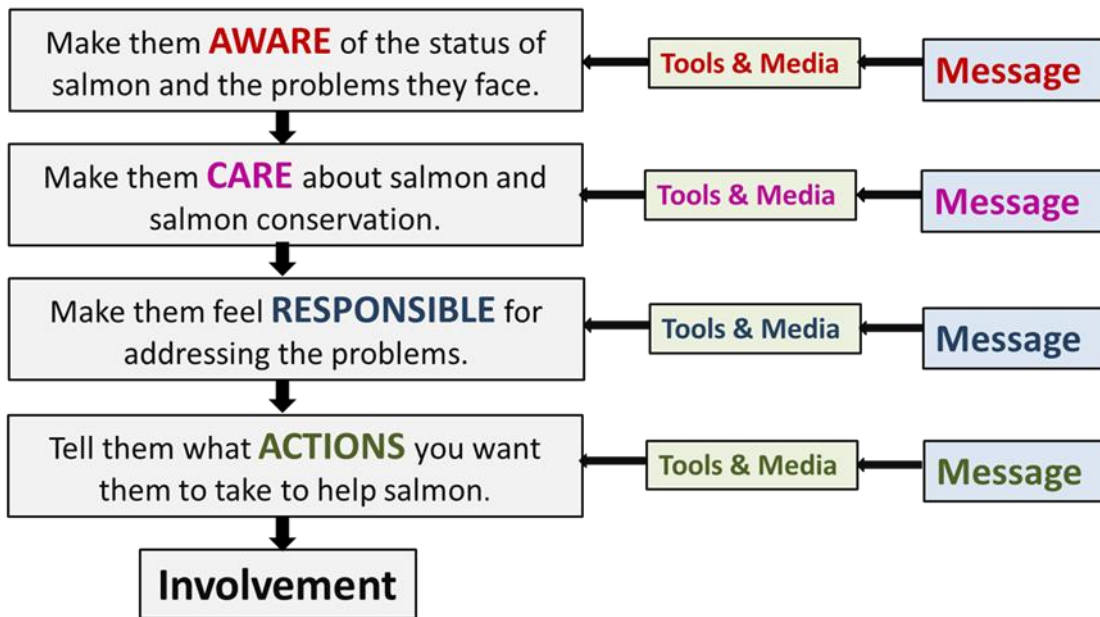 Make them AWARE of the status of
salmon and the problems they face.
Tools & Media
Message
Make them CARE about salmon and
salmon conservation.
Tools & Media
Message
Make them feel RESPONSIBLE for
addressing the problems.
Tools & Media
Message
Tell them what ACTIONS you want
them to take to help salmon.
Tools & Media
Message
Involvement